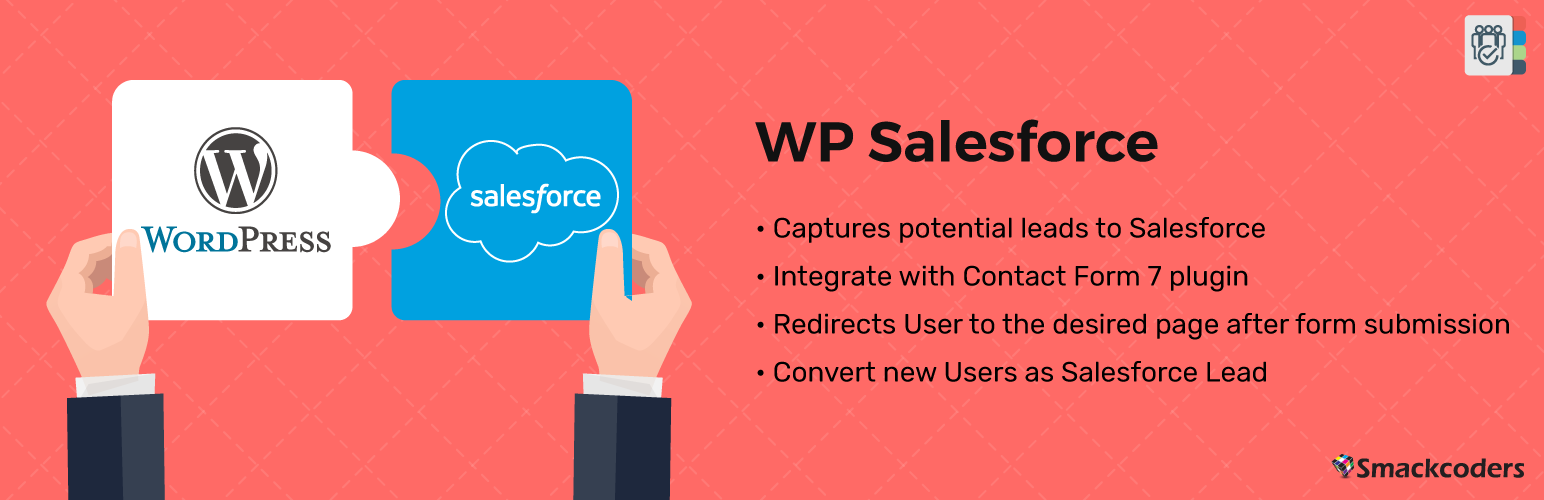 WORDPRESS
salesforce
WP Salesforce
• Captures potential leads to Salesforce
• Integrate with Contact Form 7 plugin
• Redirects User to the desired page after form submission
• Convert new Users as Salesforce Lead
Smackcoders